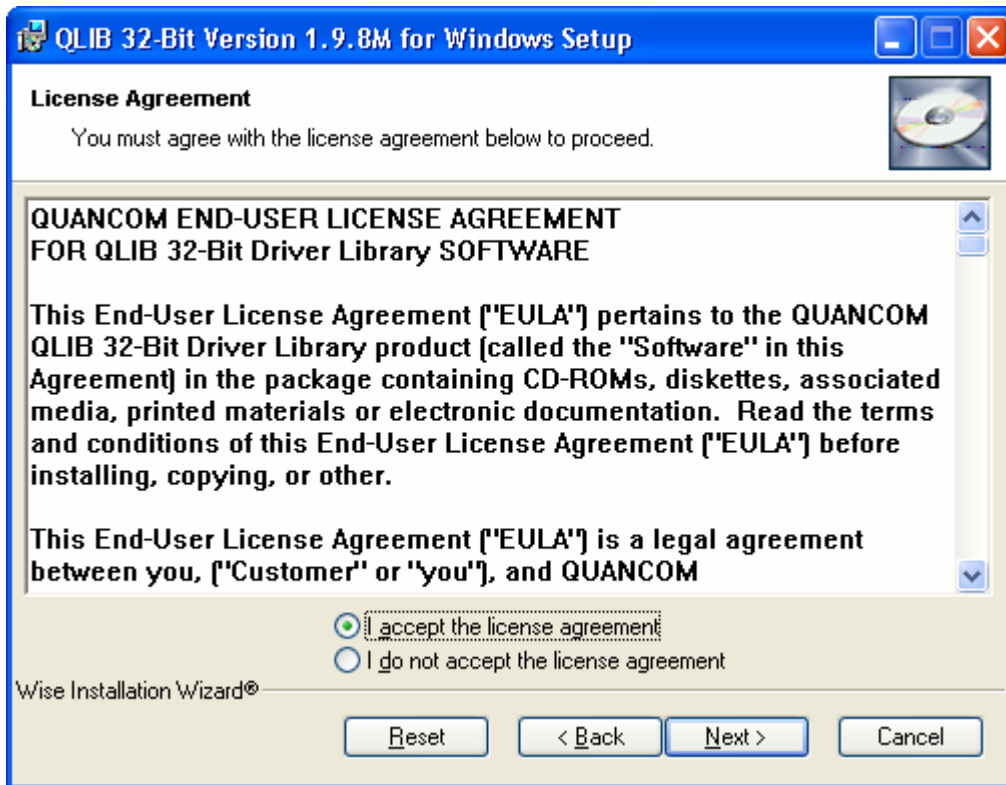 QLIB 32-Bit Version 1.9.8M for Windows Setup
License Agreement
You must agree with the license agreement below to proceed.
QUANCOM END-USER LICENSE AGREEMENT
FOR QLIB 32-Bit Driver Library SOFTWARE
This End-User License Agreement ("EULA") pertains to the QUANCOM
QLIB 32-Bit Driver Library product (called the "Software" in this
Agreement) in the package containing CD-ROMs, diskettes, associated
media, printed materials or electronic documentation.  Read the terms
and conditions of this End-User License Agreement ("EULA") before
installing, copying, or other.
This End-User License Agreement ("EULA") is a legal agreement
between you, ("Customer" or "you"), and QUANCOM
I accept the license agreement
I do not accept the license agreement
Wise Installation Wizard®
Reset < Back Next > Cancel